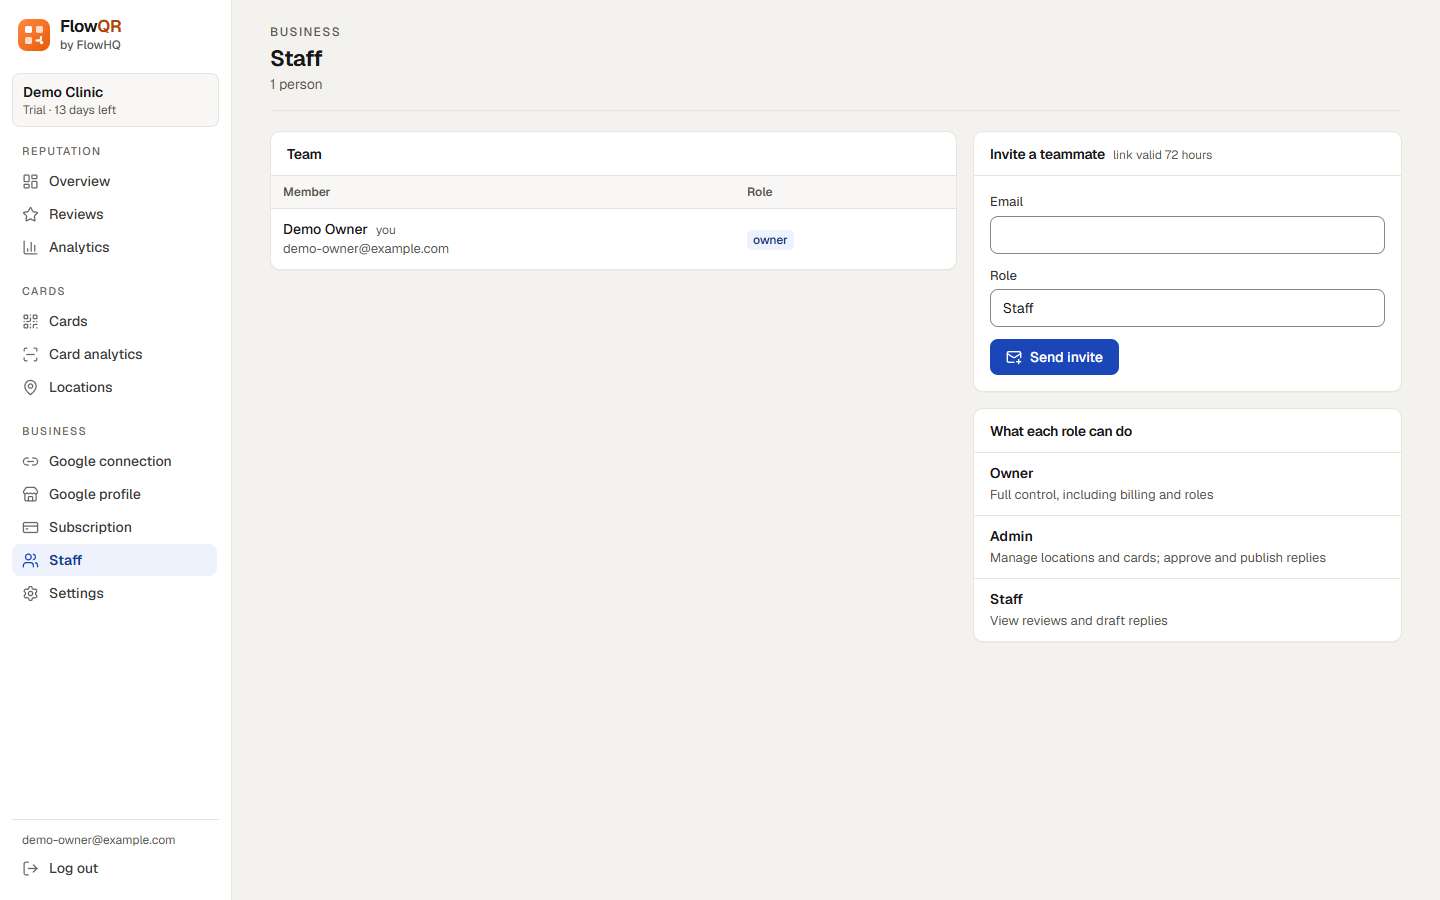 FlowQR
by FlowHQ
Demo Clinic
Trial · 13 days left
REPUTATION
Overview
Reviews
Analytics
CARDS
Cards
Card analytics
Locations
BUSINESS
Google connection
Google profile
Subscription
Staff
Settings
demo-owner@example.com
Log out
BUSINESS
Staff
1 person
Team
Member Role
Demo Owner you
demo-owner@example.com
owner
Invite a teammate link valid 72 hours
Email
Role
Staff
Send invite
What each role can do
Owner
Full control, including billing and roles
Admin
Manage locations and cards; approve and publish replies
Staff
View reviews and draft replies